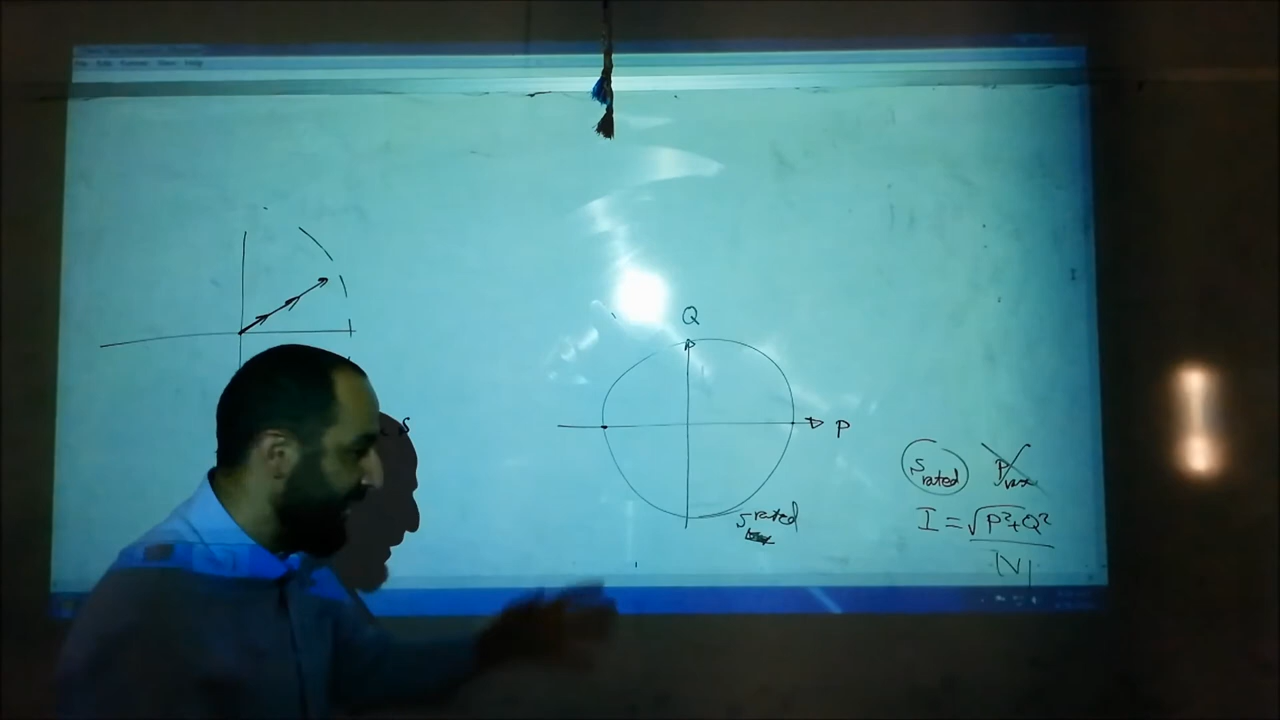 Q
P
S
S rated
S rated
I = √P²+Q²
|V|